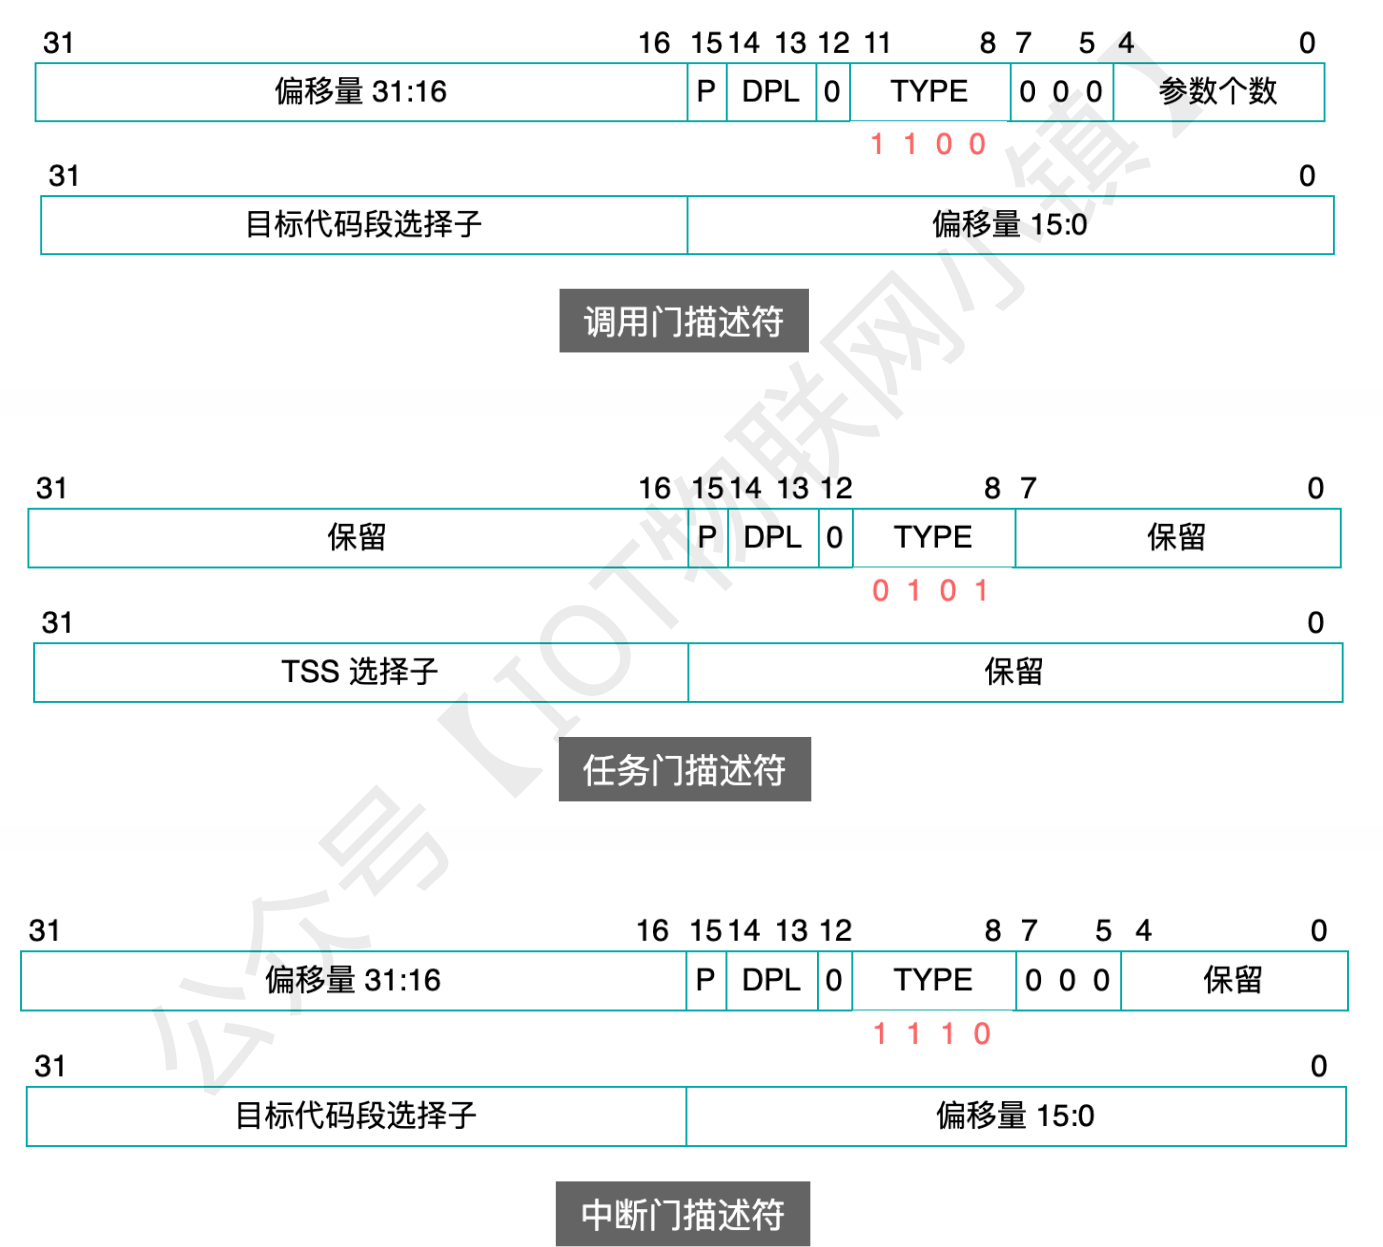 31 16 15 14 13 12 11 8 7 5 4 0
偏移量 31:16 P DPL 0 TYPE 0 0 0 参数个数
1 1 0 0
31 0
目标代码段选择子 偏移量 15:0
调用门描述符
31 16 15 14 13 12 8 7 0
保留 P DPL 0 TYPE 保留
0 1 0 1
31 0
TSS 选择子 保留
任务门描述符
31 16 15 14 13 12 8 7 5 4 0
偏移量 31:16 P DPL 0 TYPE 0 0 0 保留
1 1 1 0
31 0
目标代码段选择子 偏移量 15:0
中断门描述符
公众号【IOT物联网小镇】